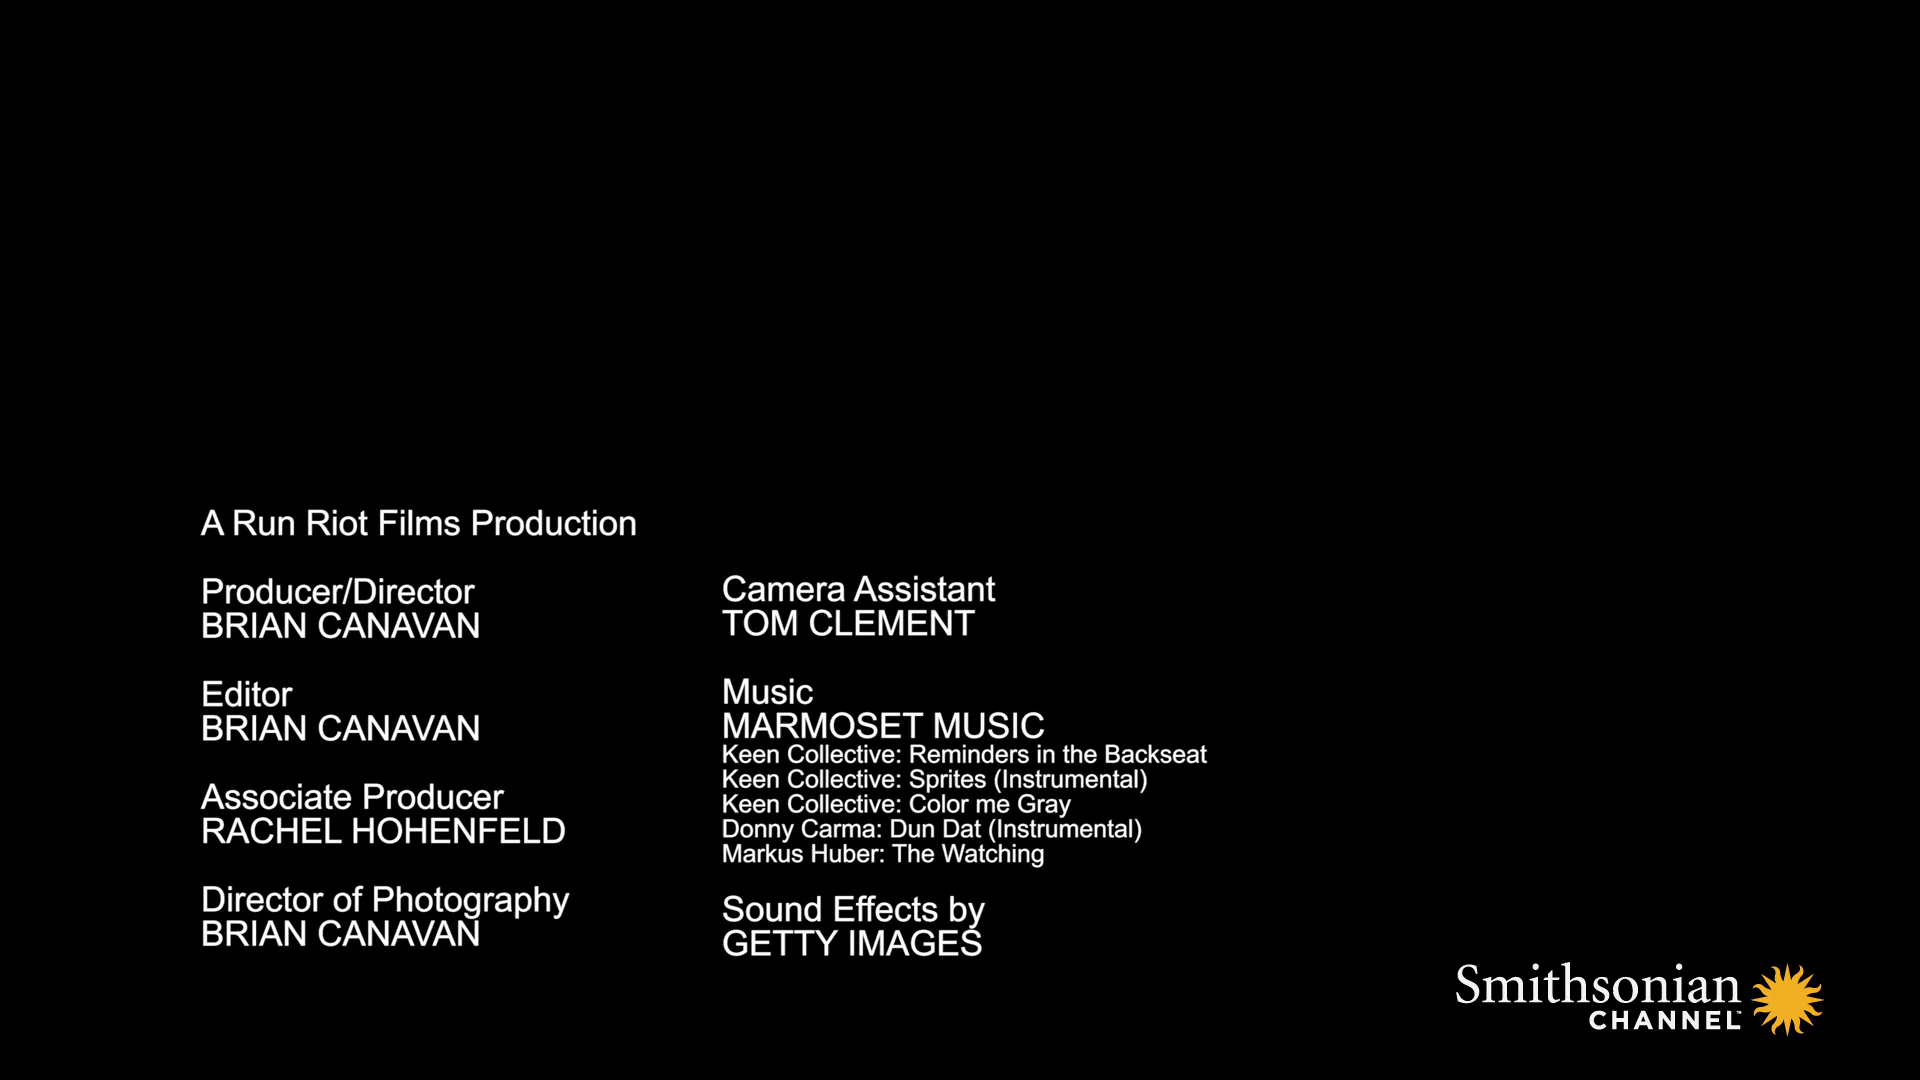 A Run Riot Films Production
Producer/Director
BRIAN CANAVAN
Editor
BRIAN CANAVAN
Associate Producer
RACHEL HOHENFELD
Director of Photography
BRIAN CANAVAN
Camera Assistant
TOM CLEMENT
Music
MARMOSET MUSIC
Keen Collective: Reminders in the Backseat
Keen Collective: Sprites (Instrumental)
Keen Collective: Color me Gray
Donny Carma: Dun Dat (Instrumental)
Markus Huber: The Watching
Sound Effects by
GETTY IMAGES
Smithsonian
CHANNEL™